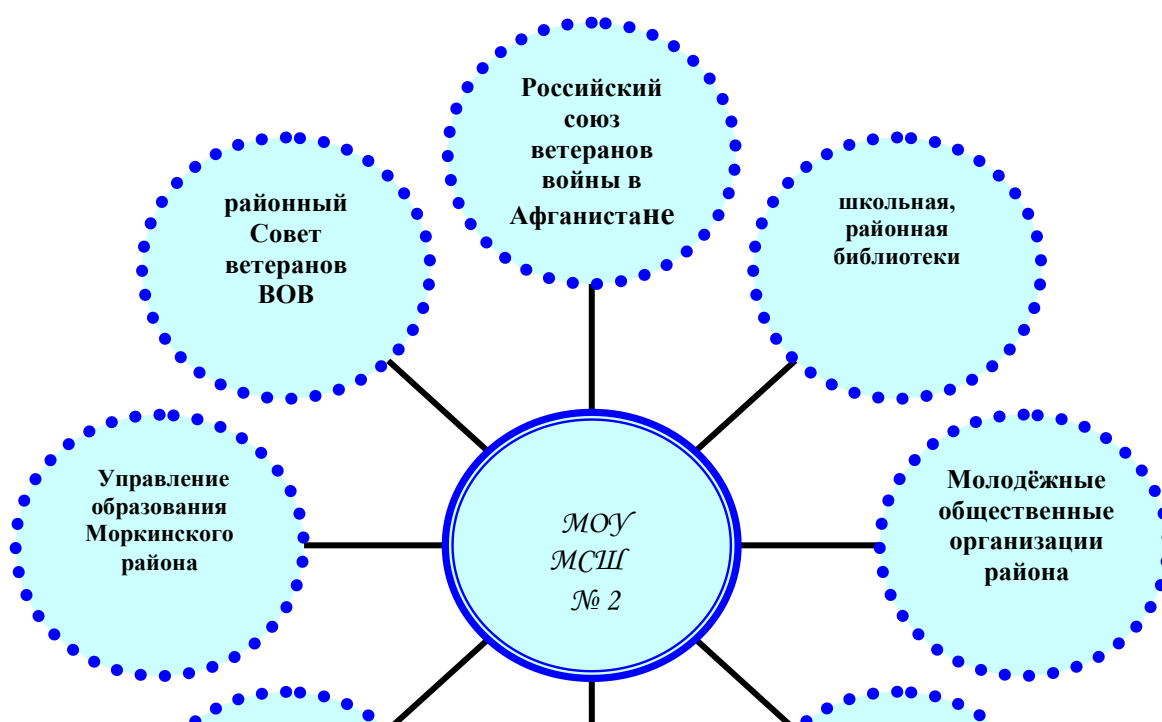 Российский
союз
ветеранов
войны в
Афганистане
районный
Совет
ветеранов
ВОВ
школьная,
районная
библиотеки
Управление
образования
Моркинского
района
МОУ
МСШ
№ 2
Молодёжные
общественные
организации
района